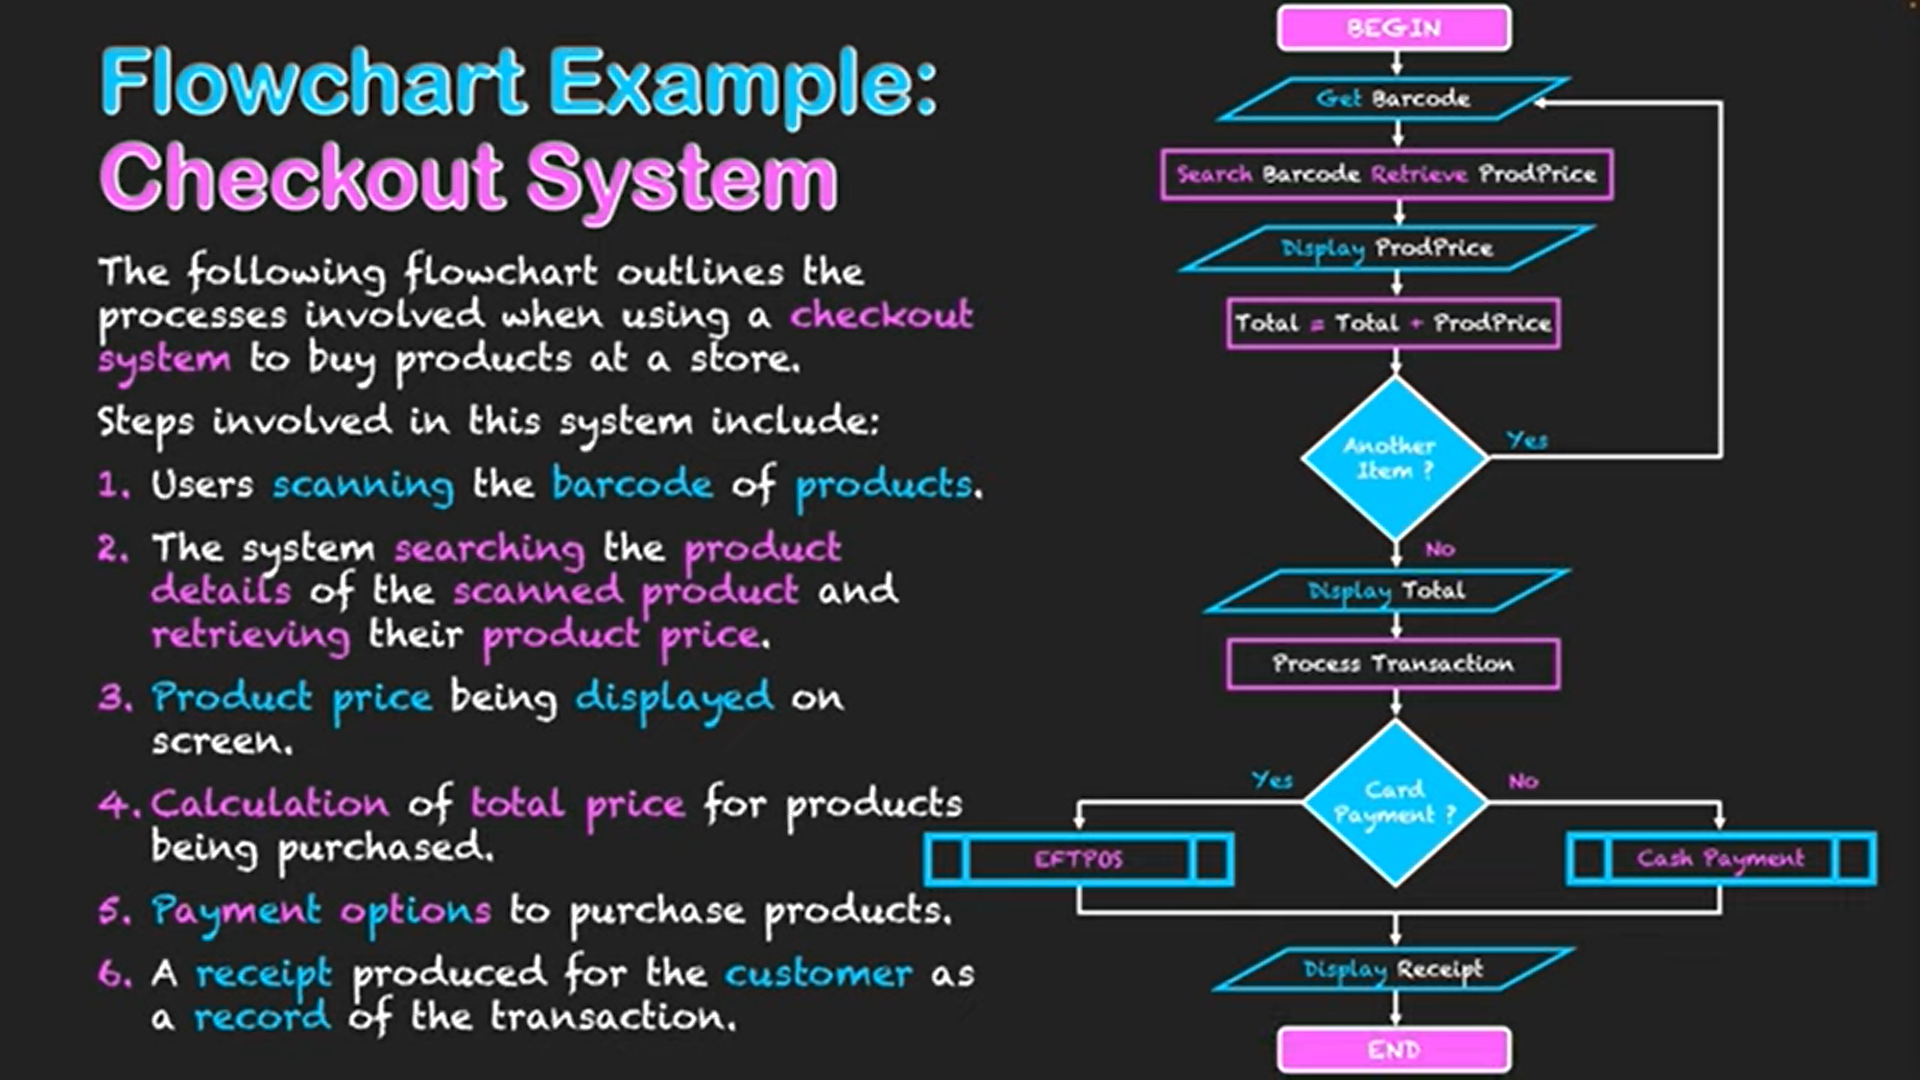 Flowchart Example:
Checkout System
The following flowchart outlines the
processes involved when using a checkout
system to buy products at a store.
Steps involved in this system include:
1. Users scanning the barcode of products.
2. The system searching the product
details of the scanned product and
retrieving their product price.
3. Product price being displayed on
screen.
4. Calculation of total price for products
being purchased.
5. Payment options to purchase products.
6. A receipt produced for the customer as
a record of the transaction.
BEGIN
Get Barcode
Search Barcode Retrieve ProdPrice
Display ProdPrice
Total = Total + ProdPrice
Another
Item ?
Yes
No
Display Total
Process Transaction
Card
Payment ?
Yes
No
EFTPOS
Cash Payment
Display Receipt
END